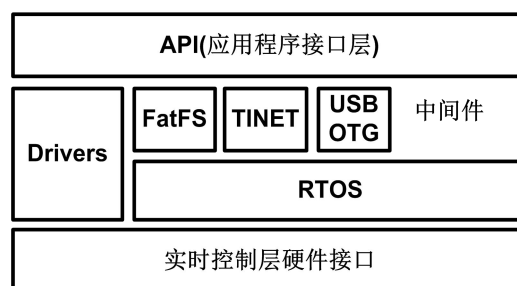 API(应用程序接口层)
FatFS
TINET
USB
OTG
中间件
Drivers
RTOS
实时控制层硬件接口